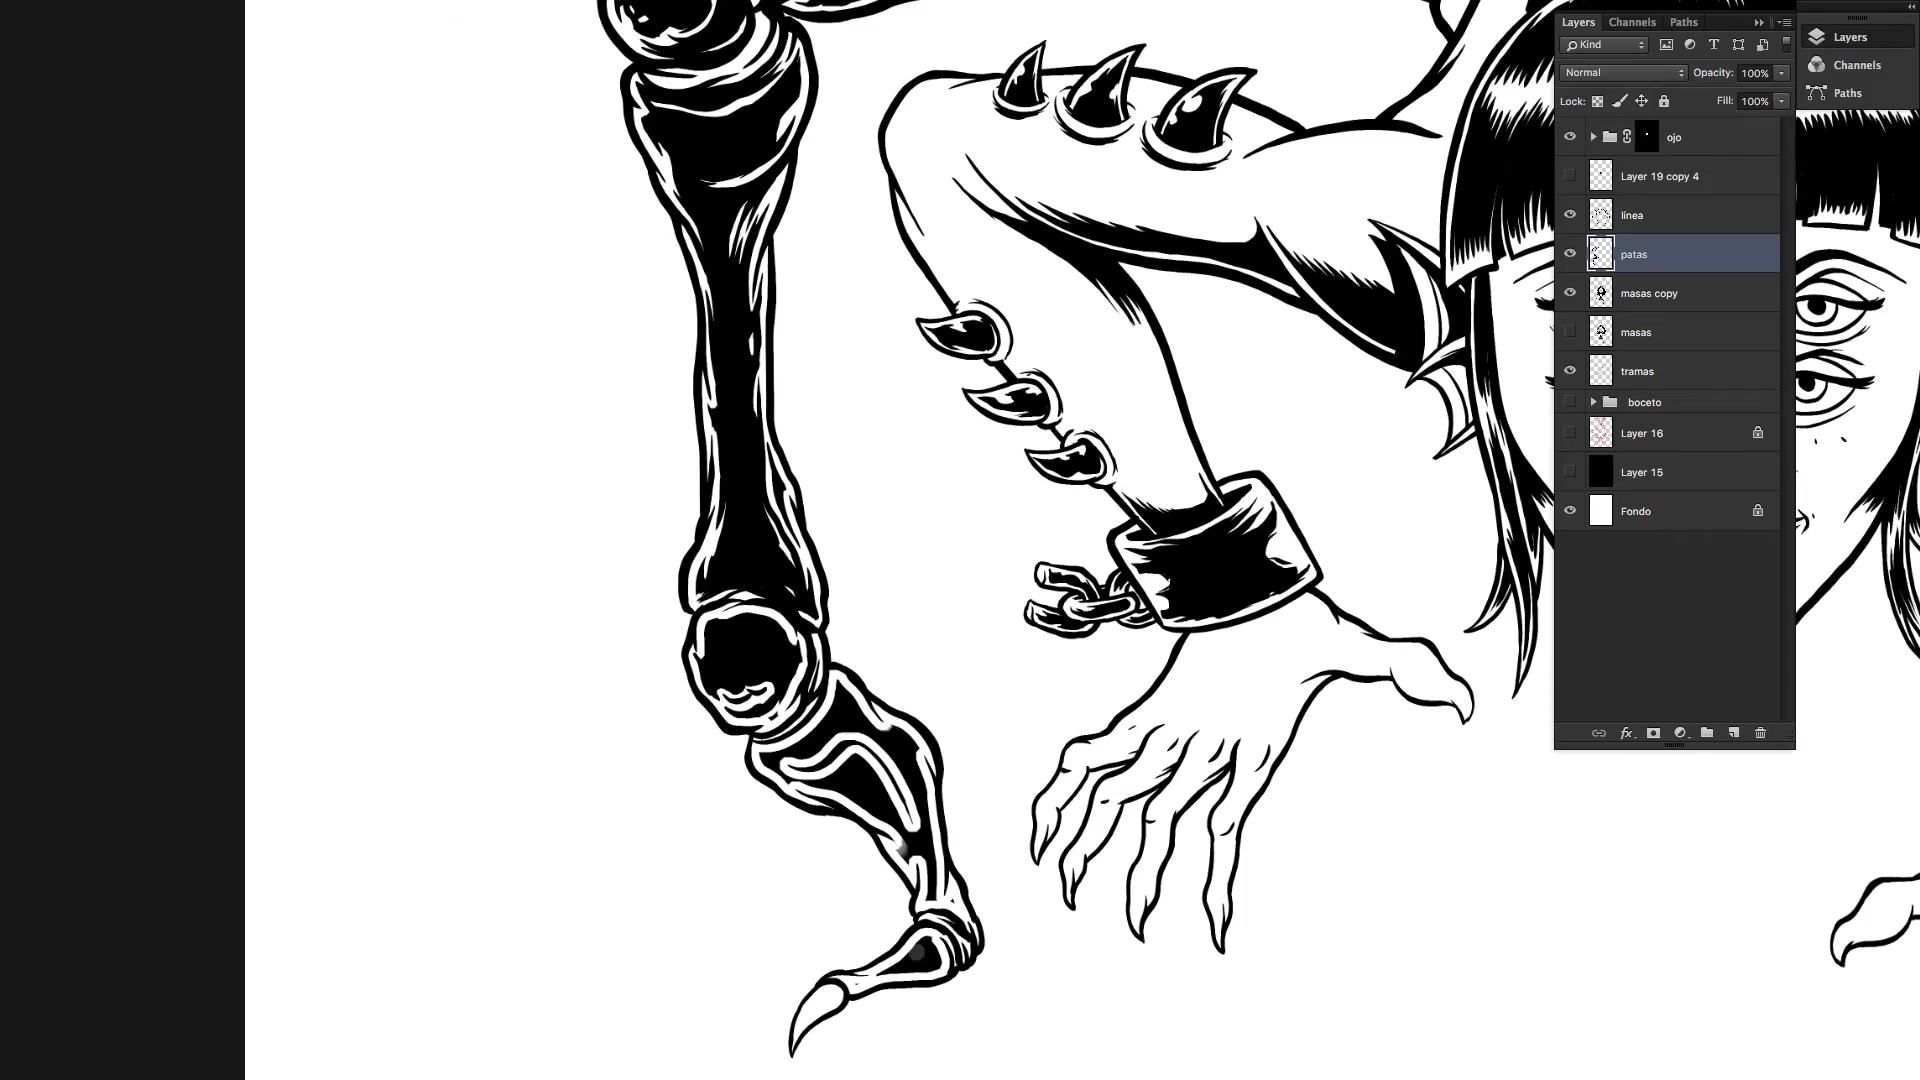 Layers Channels Paths
Kind
Normal Opacity: 100%
Lock: Fill: 100%
ojo
Layer 19 copy 4
linea
patas
masas copy
masas
tramas
boceto
Layer 16
Layer 15
Fondo
fx
Layers
Channels
Paths